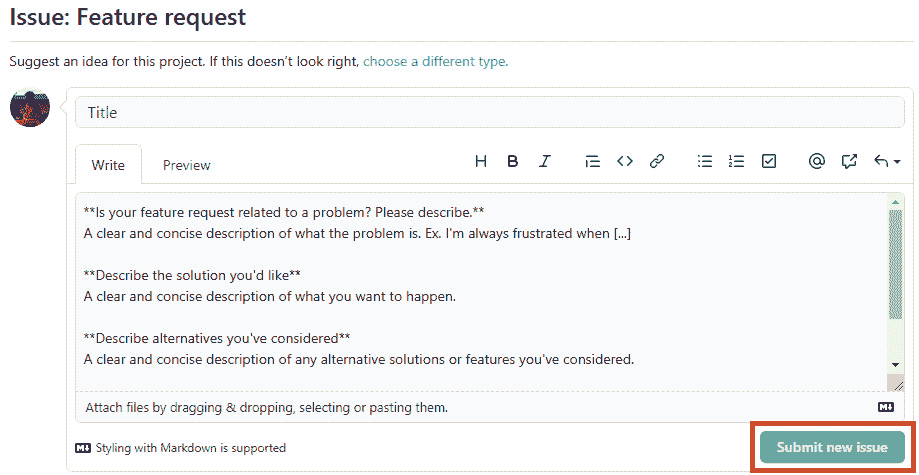 Issue: Feature request
Suggest an idea for this project. If this doesn't look right, choose a different type.
Title
Write Preview H B I
**Is your feature request related to a problem? Please describe.**
A clear and concise description of what the problem is. Ex. I'm always frustrated when [...]
**Describe the solution you'd like**
A clear and concise description of what you want to happen.
**Describe alternatives you've considered**
A clear and concise description of any alternative solutions or features you've considered.
Attach files by dragging & dropping, selecting or pasting them.
Styling with Markdown is supported
Submit new issue